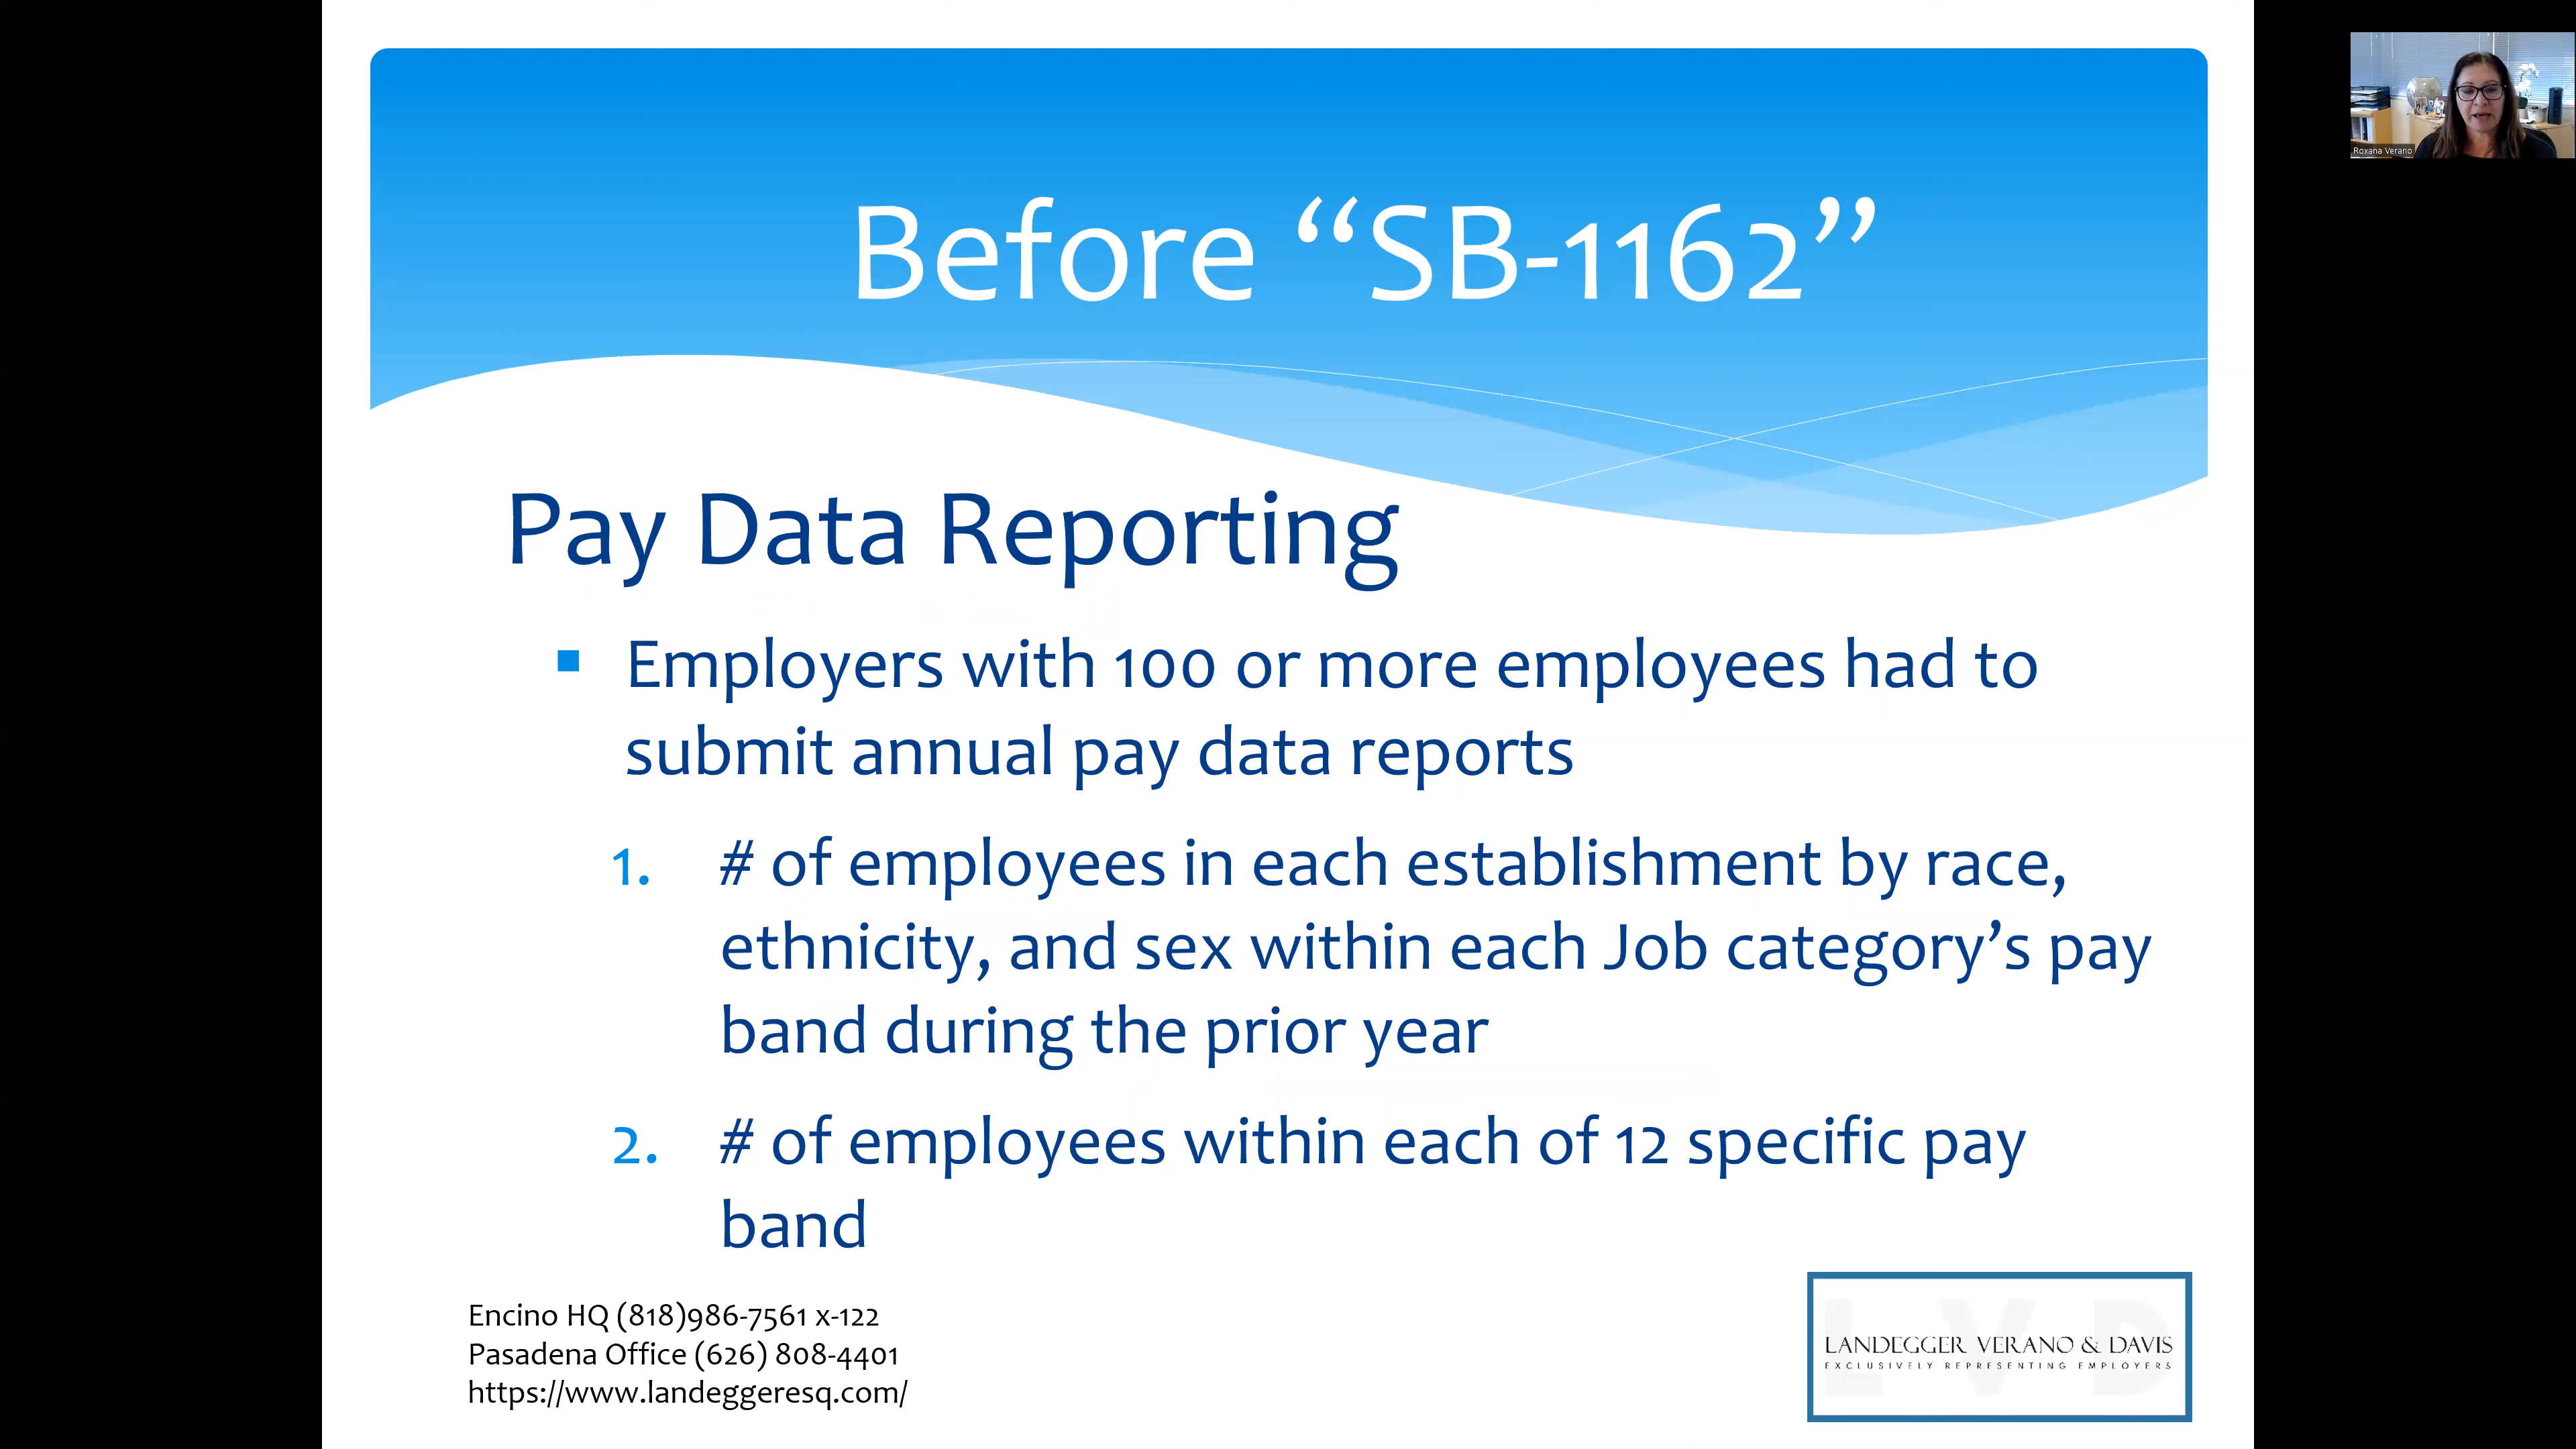 Before “SB-1162”
Roxana Verano
Pay Data Reporting
Employers with 100 or more employees had to
submit annual pay data reports
1. # of employees in each establishment by race,
ethnicity, and sex within each Job category’s pay
band during the prior year
2. # of employees within each of 12 specific pay
band
Encino HQ (818)986-7561 x-122
Pasadena Office (626) 808-4401
https://www.landeggeresq.com/
LVD
LANDEGGER VERANO & DAVIS
EXCLUSIVELY REPRESENTING EMPLOYERS